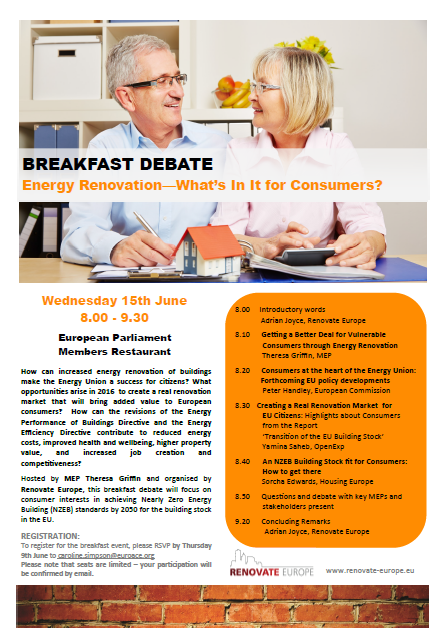 BREAKFAST DEBATE
Energy Renovation—What's In It for Consumers?
Wednesday 15th June
8.00 - 9.30
European Parliament
Members Restaurant
How can increased energy renovation of buildings
make the Energy Union a success for citizens? What
opportunities arise in 2016 to create a real renovation
market that will bring added value to European
consumers? How can the revisions of the Energy
Performance of Buildings Directive and the Energy
Efficiency Directive contribute to reduced energy
costs, improved health and wellbeing, higher property
value, and increased job creation and
competitiveness?
Hosted by MEP Theresa Griffin and organised by
Renovate Europe, this breakfast debate will focus on
consumer interests in achieving Nearly Zero Energy
Building (NZEB) standards by 2050 for the building stock
in the EU.
REGISTRATION:
To register for the breakfast event, please RSVP by Thursday
9th June to caroline.simpson@euroace.org
Please note that seats are limited – your participation will
be confirmed by email.
8.00 Introductory words
Adrian Joyce, Renovate Europe
8.10 Getting a Better Deal for Vulnerable
Consumers through Energy Renovation
Theresa Griffin, MEP
8.20 Consumers at the heart of the Energy Union:
Forthcoming EU policy developments
Peter Handley, European Commission
8.30 Creating a Real Renovation Market for
EU Citizens: Highlights about Consumers
from the Report
'Transition of the EU Building Stock'
Yamina Saheb, OpenExp
8.40 An NZEB Building Stock fit for Consumers:
How to get there
Sorcha Edwards, Housing Europe
8.50 Questions and debate with key MEPs and
stakeholders present
9.20 Concluding Remarks
Adrian Joyce, Renovate Europe
RENOVATE EUROPE
www.renovate-europe.eu